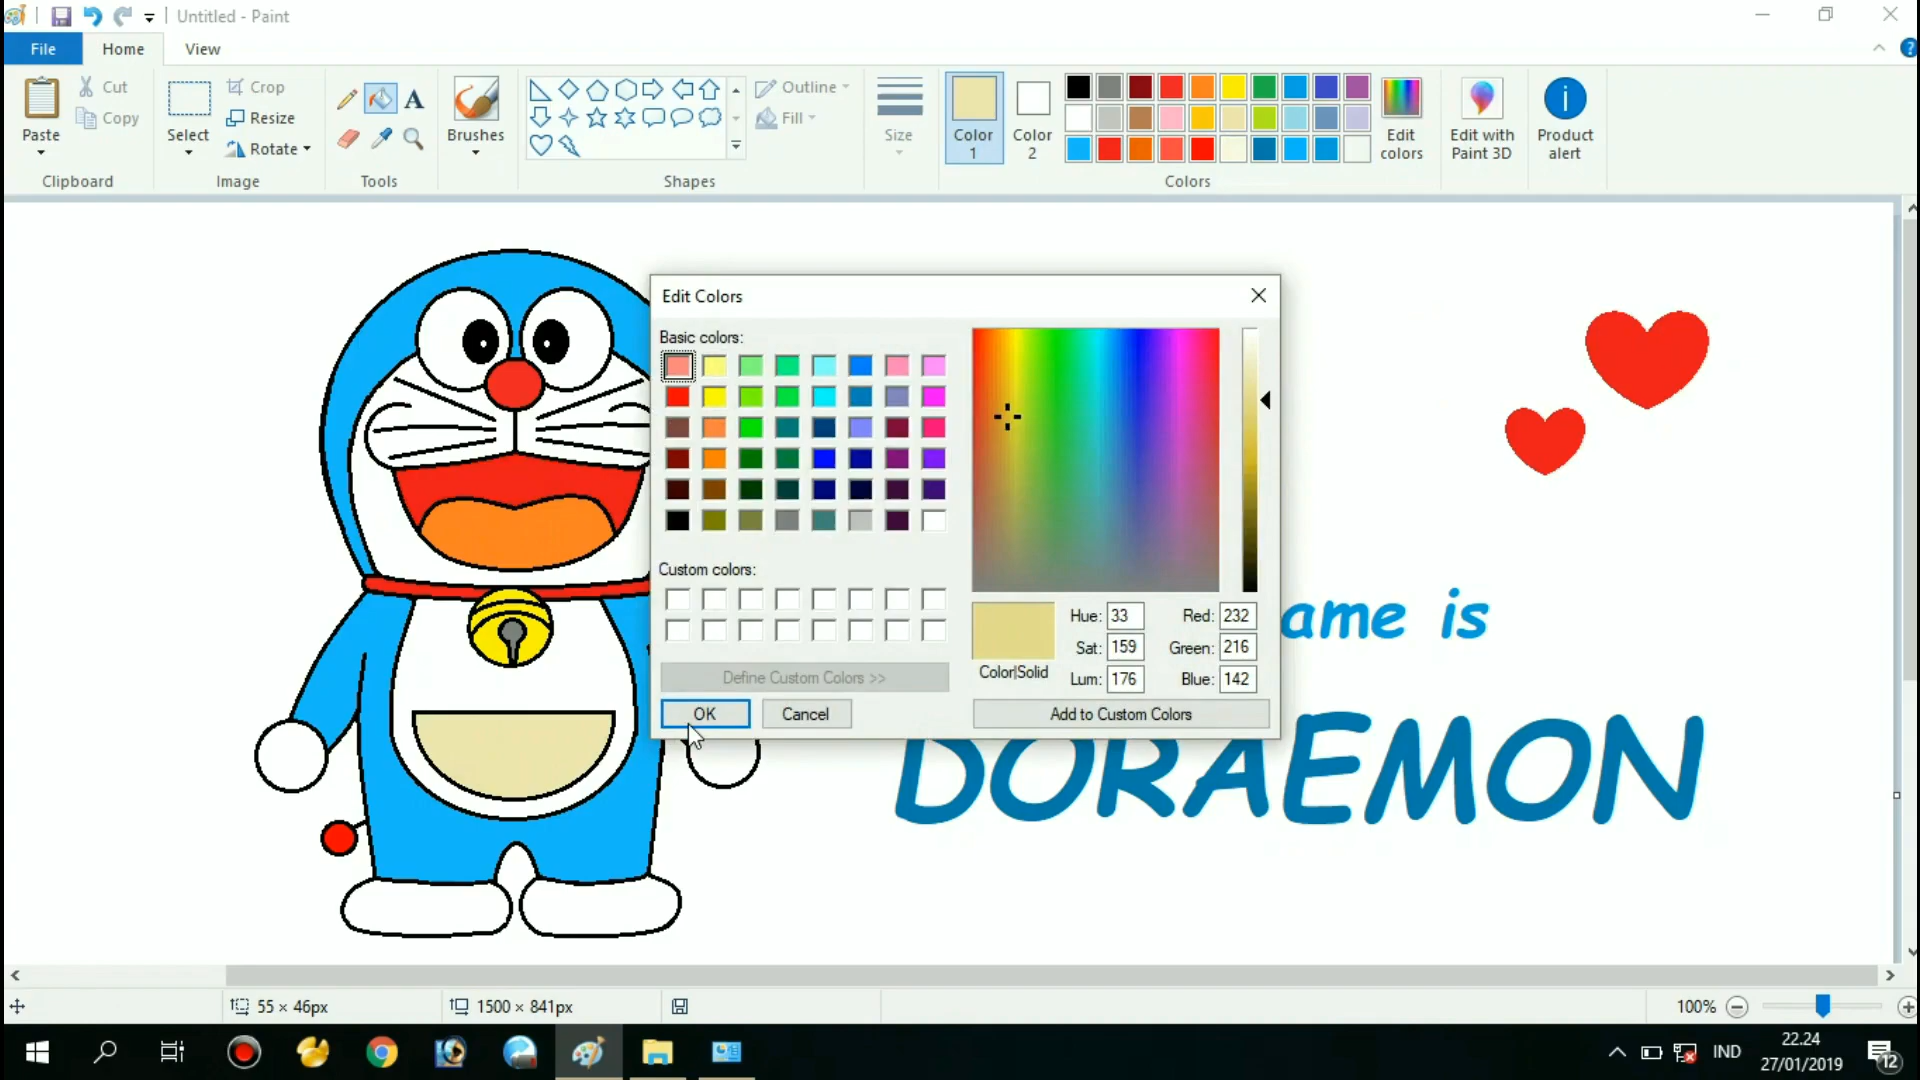 Untitled - Paint
File Home View
Paste
Cut
Copy
Clipboard
Select
Crop
Resize
Rotate
Image
A
Tools
Brushes
Shapes
Outline
Fill
Size
Color 1
Color 2
Edit colors
Colors
Edit with Paint 3D
Product alert
Edit Colors
Basic colors:
Custom colors:
Define Custom Colors >>
OK Cancel
Color|Solid
Hue: 33 Red: 232
Sat: 159 Green: 216
Lum: 176 Blue: 142
Add to Custom Colors
ame is
DORAEMON
55 × 46px 1500 × 841px 100%
IND
22.24
27/01/2019
12